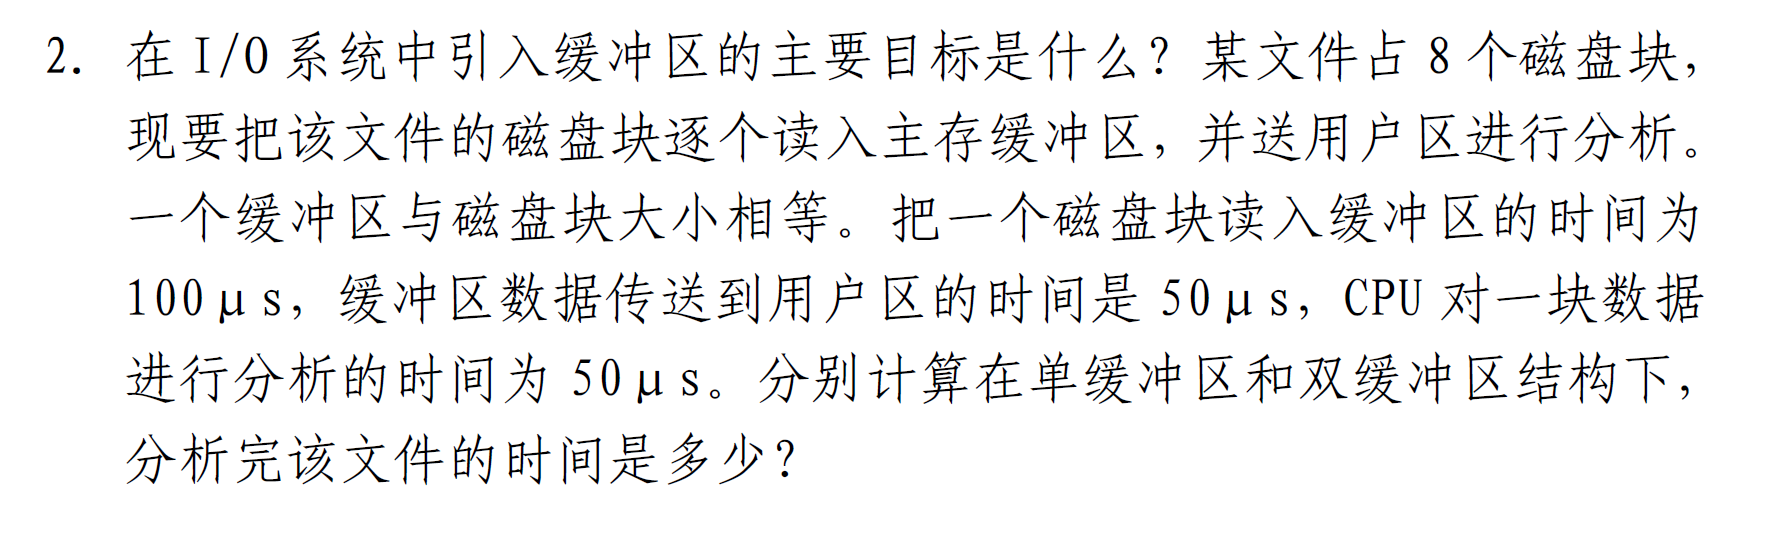 2. 在 I/O 系统中引入缓冲区的主要目标是什么？某文件占 8 个磁盘块，
现要把该文件的磁盘块逐个读入主存缓冲区，并送用户区进行分析。
一个缓冲区与磁盘块大小相等。把一个磁盘块读入缓冲区的时间为
100μs，缓冲区数据传送到用户区的时间是 50μs，CPU 对一块数据
进行分析的时间为 50μs。分别计算在单缓冲区和双缓冲区结构下，
分析完该文件的时间是多少？